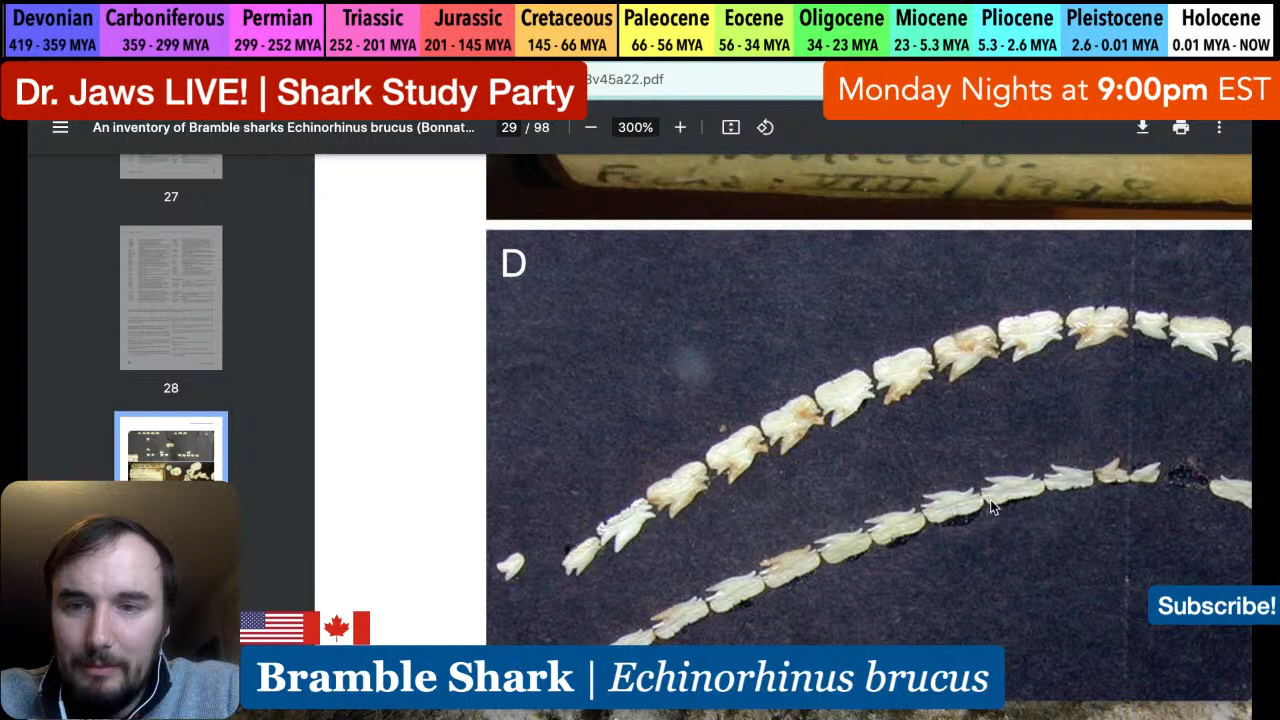 Devonian
419 - 359 MYA
Carboniferous
359 - 299 MYA
Permian
299 - 252 MYA
Triassic
252 - 201 MYA
Jurassic
201 - 145 MYA
Cretaceous
145 - 66 MYA
Paleocene
66 - 56 MYA
Eocene
56 - 34 MYA
Oligocene
34 - 23 MYA
Miocene
23 - 5.3 MYA
Pliocene
5.3 - 2.6 MYA
Pleistocene
2.6 - 0.01 MYA
Holocene
0.01 MYA - NOW
Dr. Jaws LIVE! | Shark Study Party
3v45a22.pdf
Monday Nights at 9:00pm EST
An inventory of Bramble sharks Echinorhinus brucus (Bonnat...
29 / 98
300%
27
28
D
Subscribe!
Bramble Shark | Echinorhinus brucus